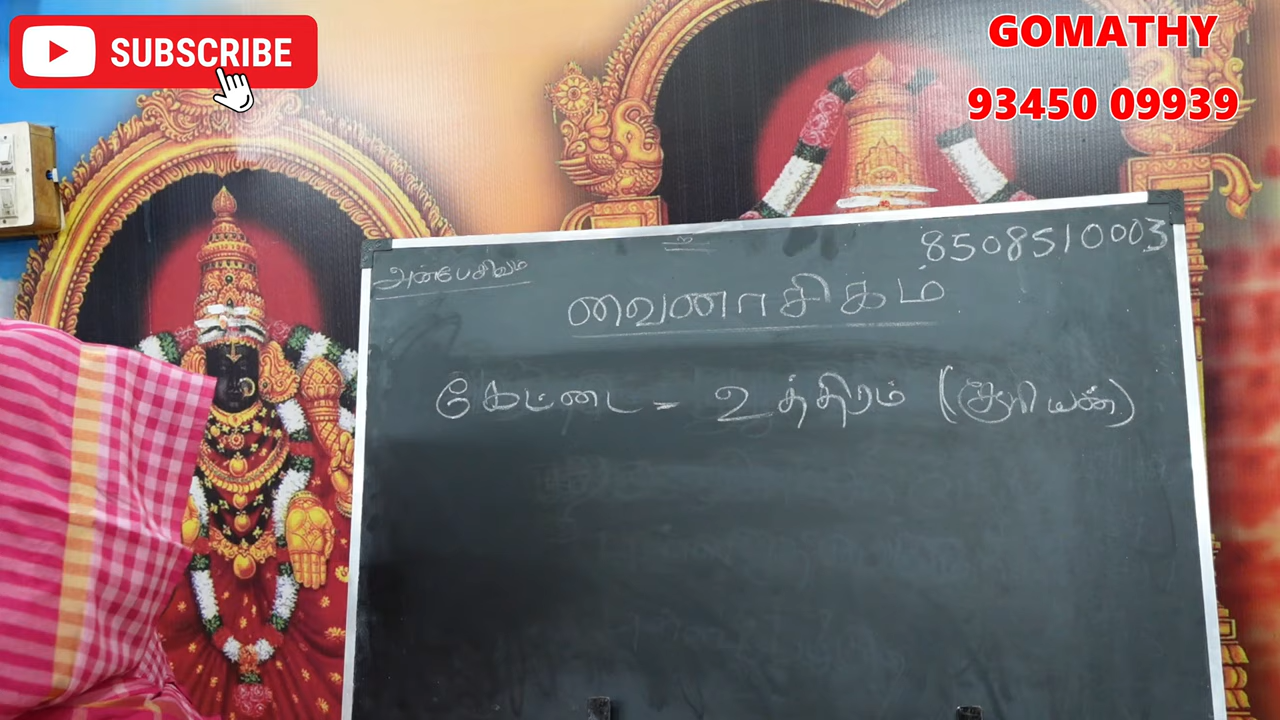 SUBSCRIBE
GOMATHY
93450 09939
உ
8508510003
அன்பேசிவம்
வைனாசிகம்
கேட்டை - உத்திரம் (சூரியன்)